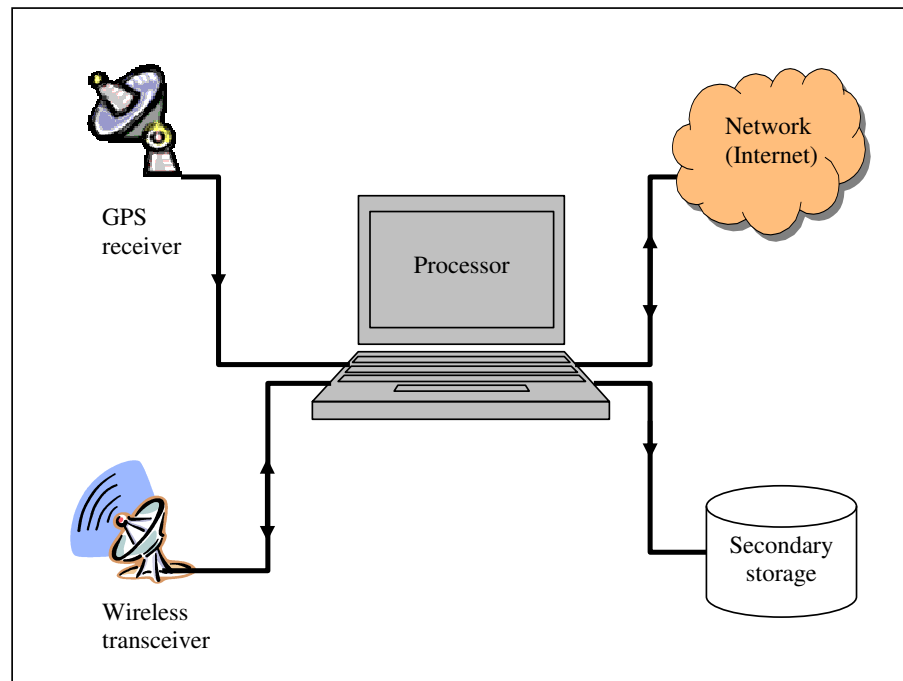 GPS
receiver
Processor
Network
(Internet)
Wireless
transceiver
Secondary
storage